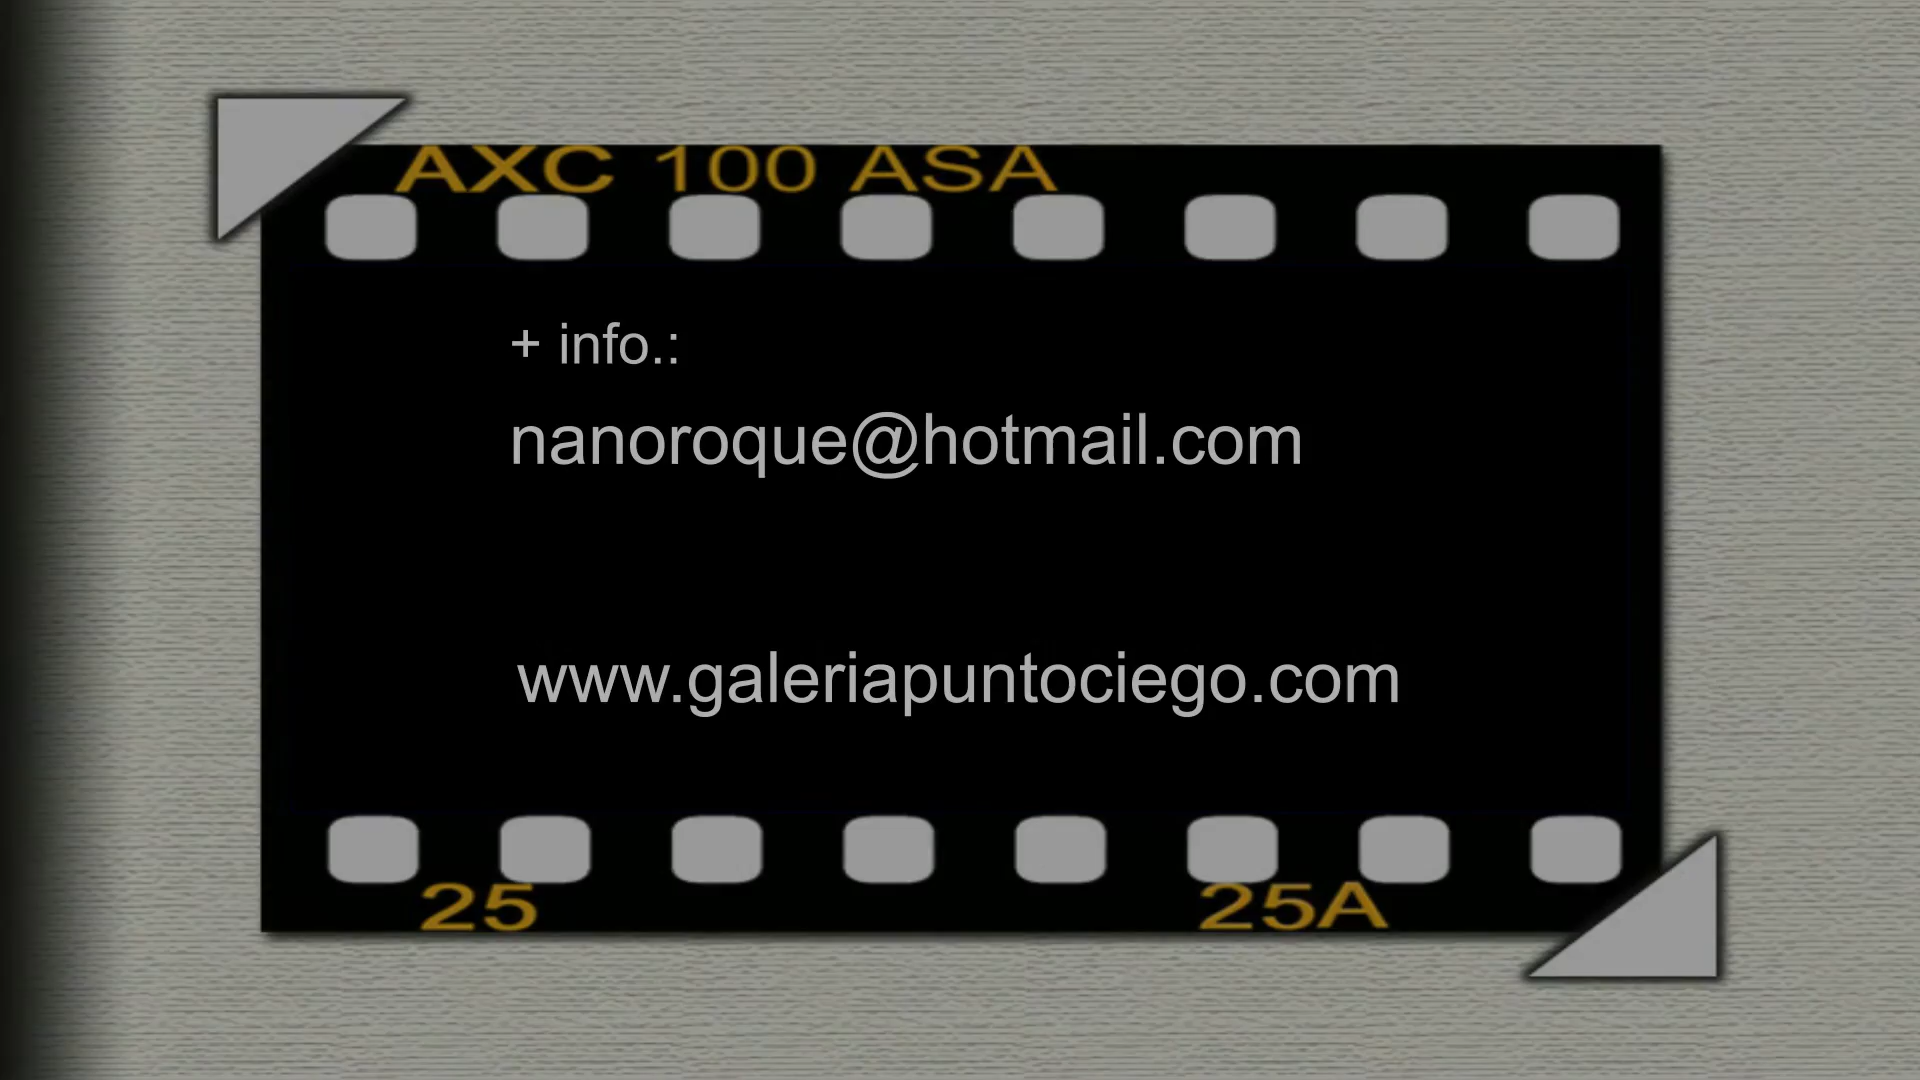 AXC 100 ASA
+ info.:
nanoroque@hotmail.com
www.galeriapuntociego.com
25 25A